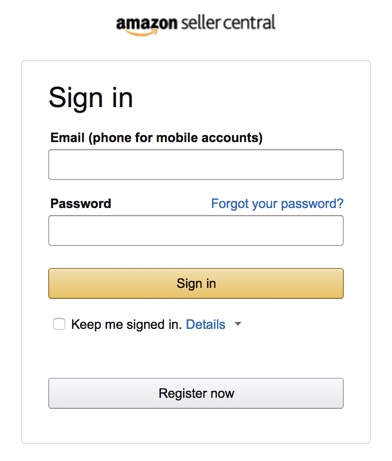 amazon seller central
Sign in
Email (phone for mobile accounts)
Password Forgot your password?
Sign in
Keep me signed in. Details
Register now